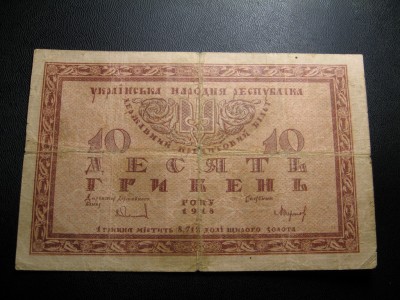 УКРАЇНСЬКА НАРОДНЯ РЕСПУБЛІКА
ДЕРЖАВНИЙ КРЕДИТОВИЙ БІЛЕТ
10 10
ДЕСЯТЬ
ГРИВЕНЬ
РОКУ
1918
1 гривня містить 8,712 долі щирого золота